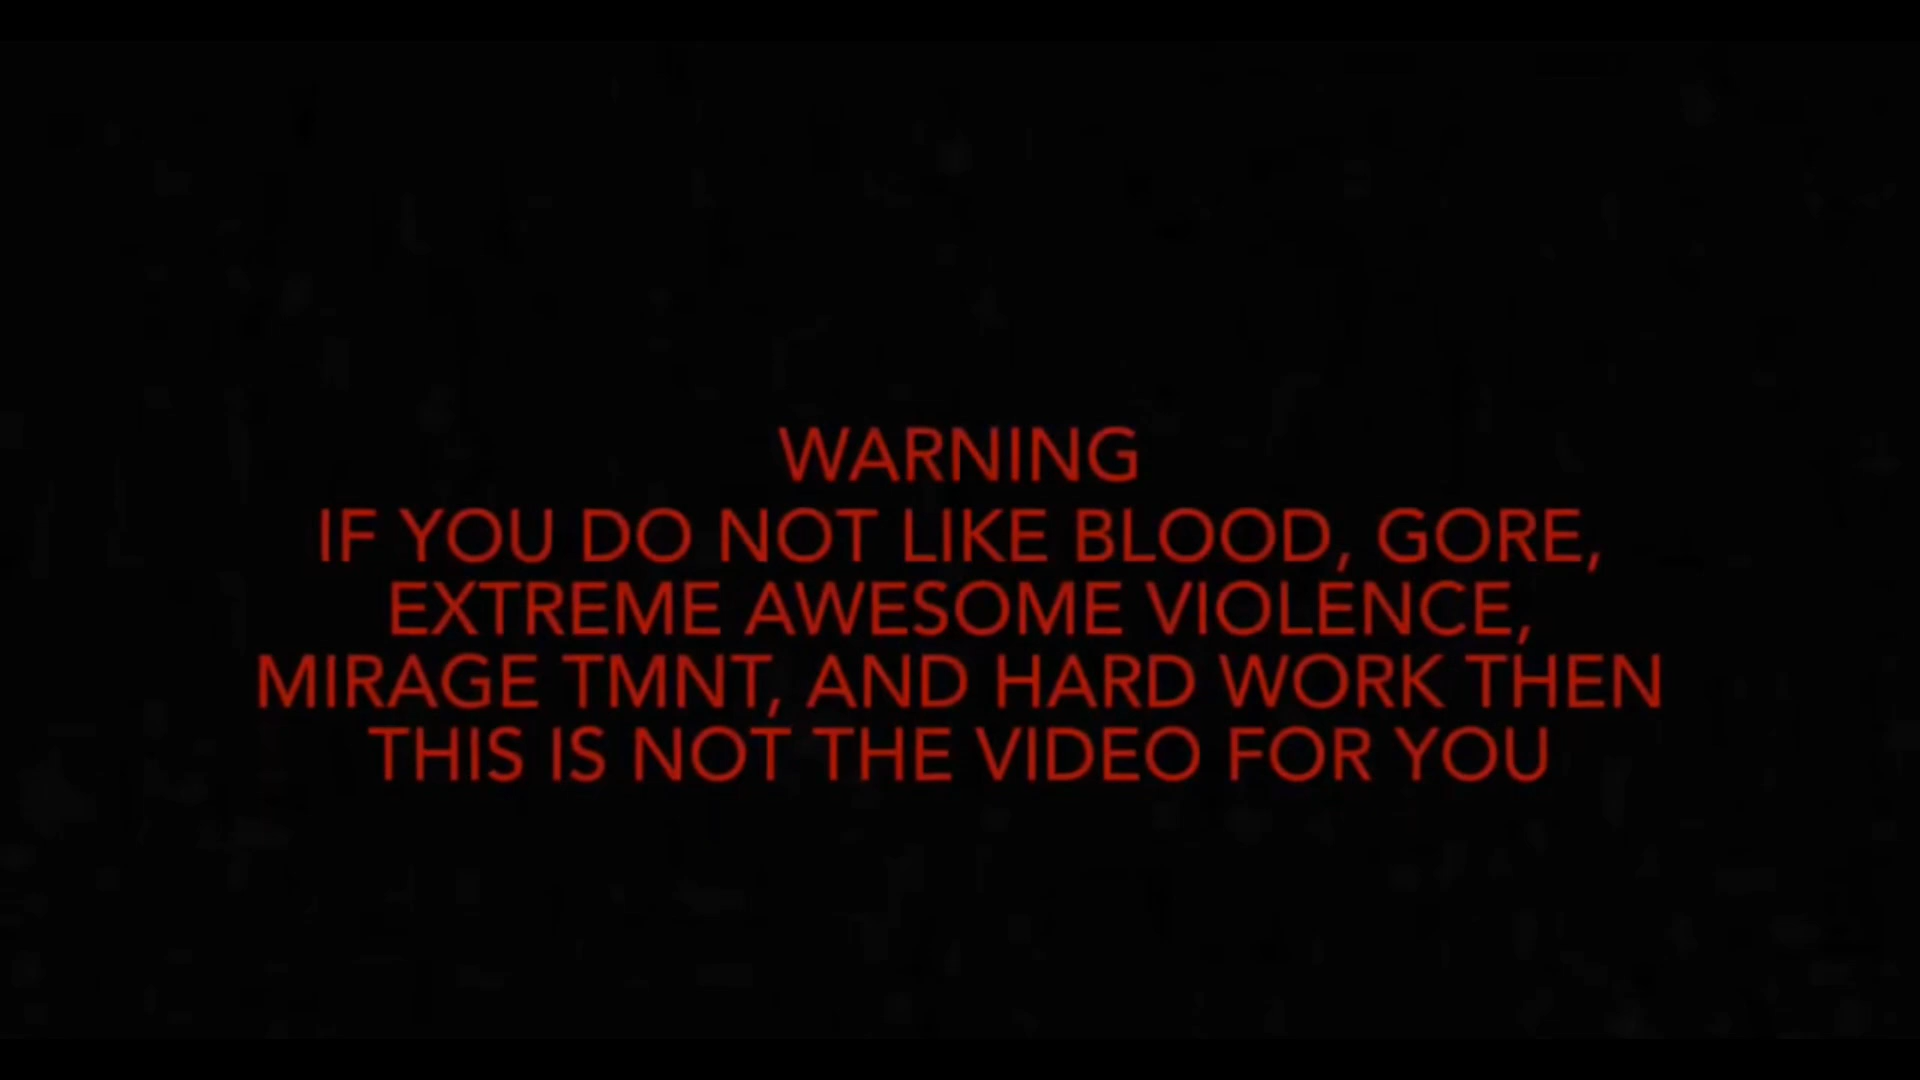 WARNING
IF YOU DO NOT LIKE BLOOD, GORE,
EXTREME AWESOME VIOLENCE,
MIRAGE TMNT, AND HARD WORK THEN
THIS IS NOT THE VIDEO FOR YOU